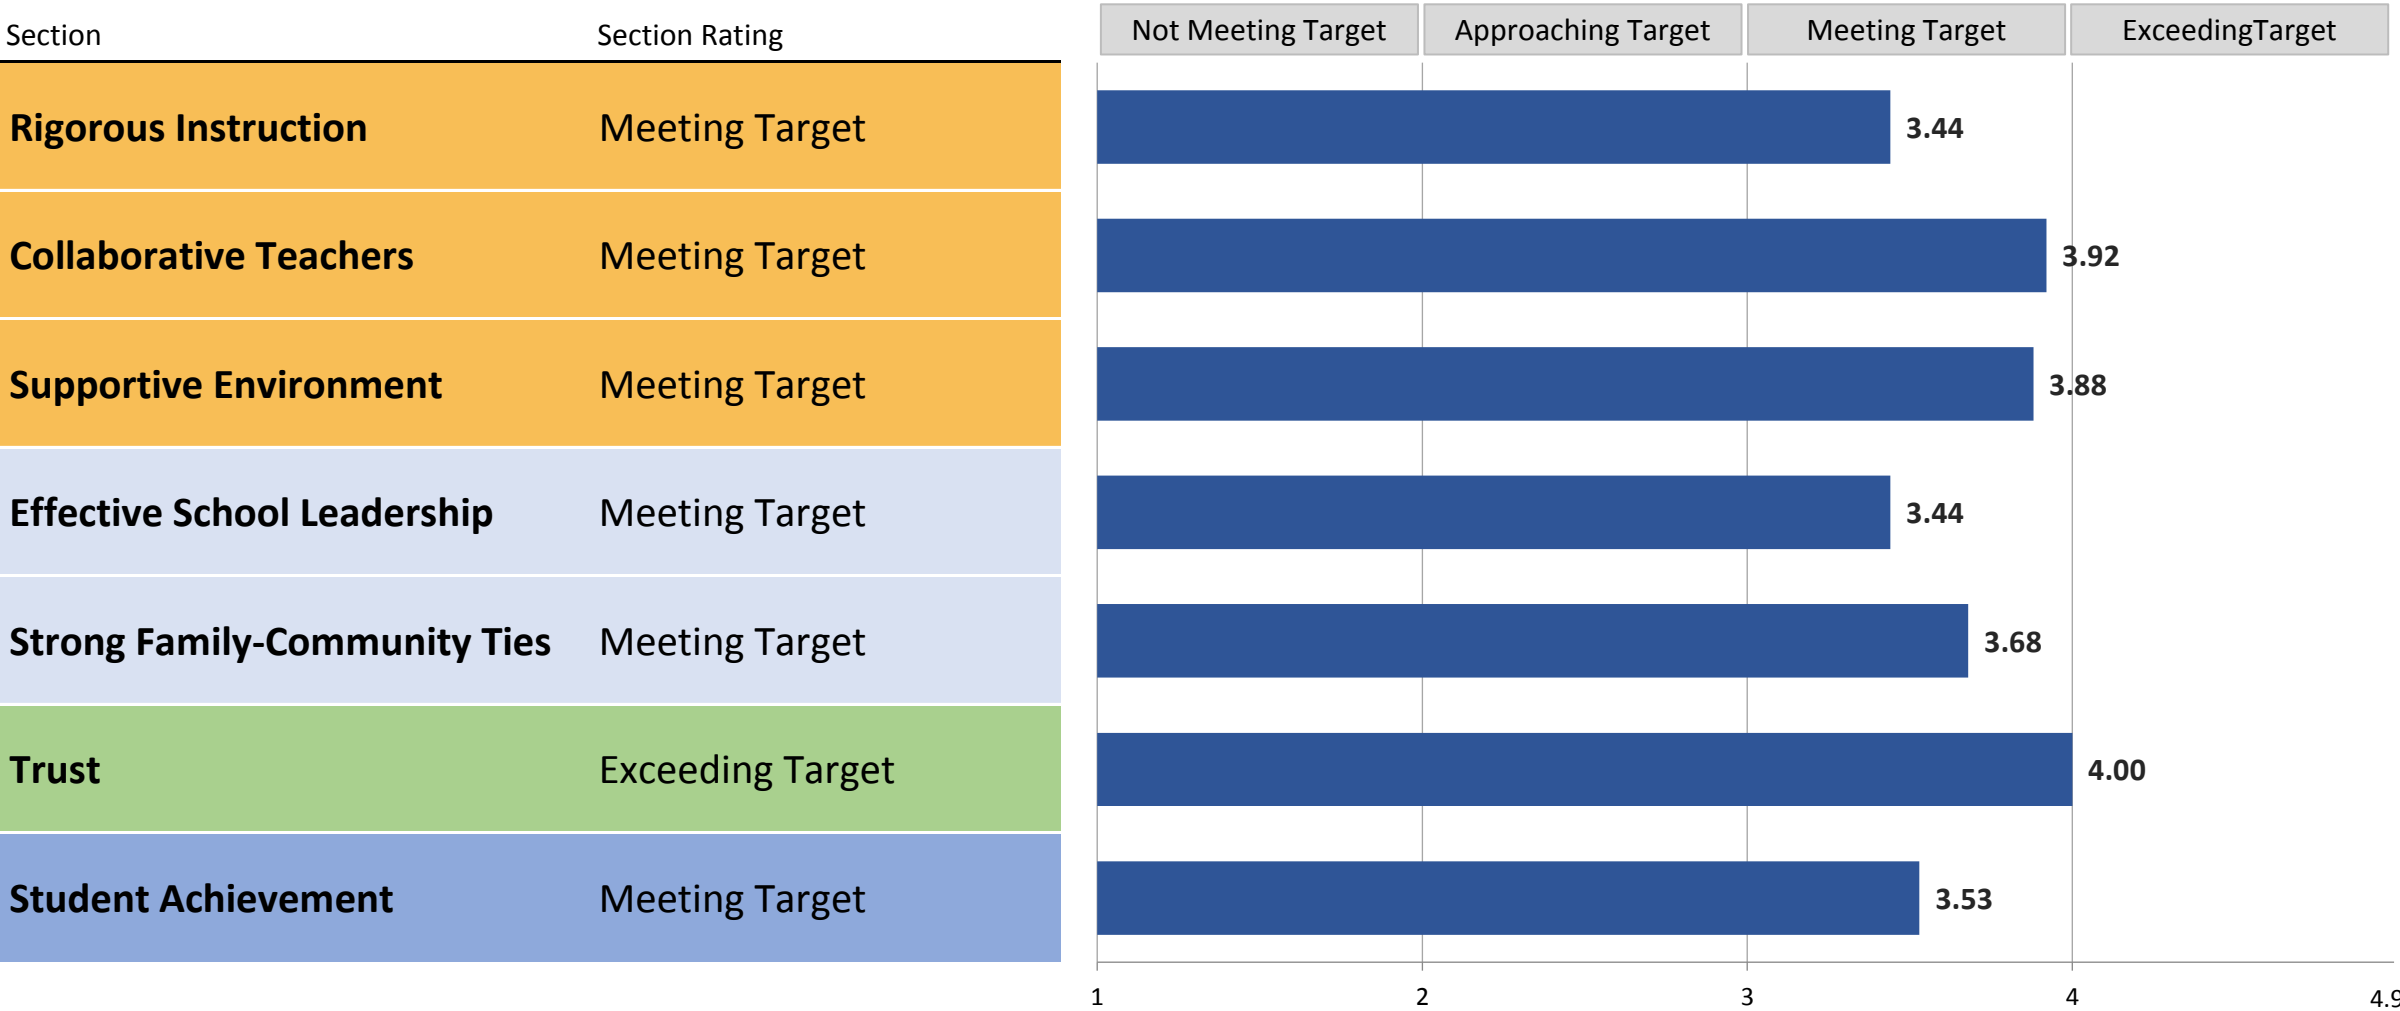 Section Section Rating Not Meeting Target Approaching Target Meeting Target ExceedingTarget
Rigorous Instruction Meeting Target 3.44
Collaborative Teachers Meeting Target 3.92
Supportive Environment Meeting Target 3.88
Effective School Leadership Meeting Target 3.44
Strong Family-Community Ties Meeting Target 3.68
Trust Exceeding Target 4.00
Student Achievement Meeting Target 3.53
1 2 3 4 4.9